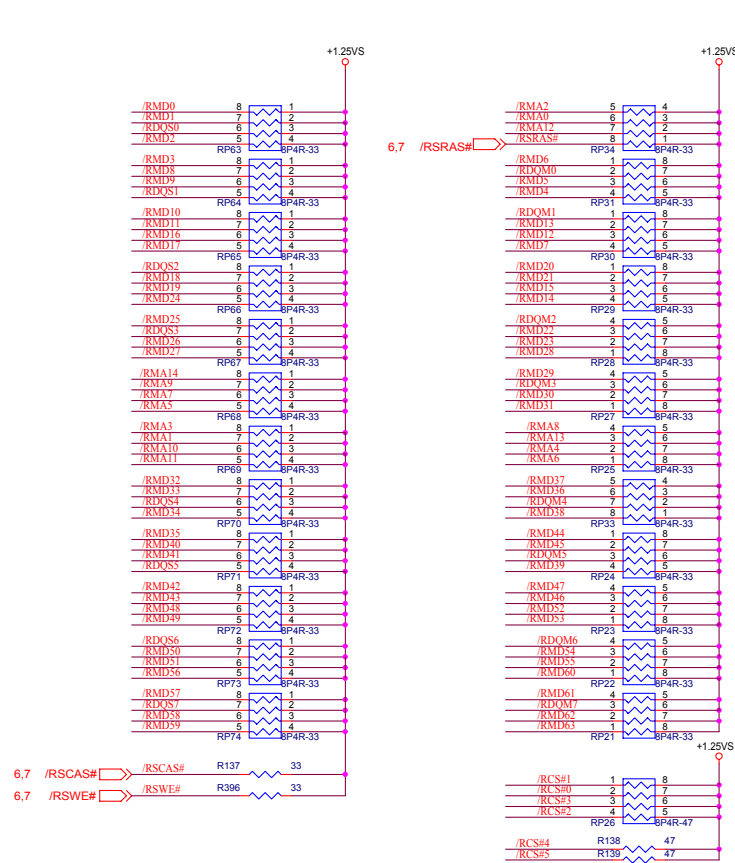 +1.25VS
/RMD0 8 1
/RMD1 7 2
/RDQS0 6 3
/RMD2 5 4
RP63 8P4R-33
/RMD3 8 1
/RMD8 7 2
/RMD9 6 3
/RDQS1 5 4
RP64 8P4R-33
/RMD10 8 1
/RMD11 7 2
/RMD16 6 3
/RMD17 5 4
RP65 8P4R-33
/RDQS2 8 1
/RMD18 7 2
/RMD19 6 3
/RMD24 5 4
RP66 8P4R-33
/RMD25 8 1
/RDQS3 7 2
/RMD26 6 3
/RMD27 5 4
RP67 8P4R-33
/RMA14 8 1
/RMA9 7 2
/RMA7 6 3
/RMA5 5 4
RP68 8P4R-33
/RMA3 8 1
/RMA1 7 2
/RMA10 6 3
/RMA11 5 4
RP69 8P4R-33
/RMD32 8 1
/RMD33 7 2
/RDQS4 6 3
/RMD34 5 4
RP70 8P4R-33
/RMD35 8 1
/RMD40 7 2
/RMD41 6 3
/RDQS5 5 4
RP71 8P4R-33
/RMD42 8 1
/RMD43 7 2
/RMD48 6 3
/RMD49 5 4
RP72 8P4R-33
/RDQS6 8 1
/RMD50 7 2
/RMD51 6 3
/RMD56 5 4
RP73 8P4R-33
/RMD57 8 1
/RDQS7 7 2
/RMD58 6 3
/RMD59 5 4
RP74 8P4R-33
6,7 /RSCAS# /RSCAS# R137 33
6,7 /RSWE# /RSWE# R396 33
+1.25VS
/RMA2 5 4
/RMA0 6 3
/RMA12 7 2
6,7 /RSRAS# /RSRAS# 8 1
RP34 8P4R-33
/RMD6 1 8
/RDQM0 2 7
/RMD5 3 6
/RMD4 4 5
RP31 8P4R-33
/RDQM1 1 8
/RMD13 2 7
/RMD12 3 6
/RMD7 4 5
RP30 8P4R-33
/RMD20 1 8
/RMD21 2 7
/RMD15 3 6
/RMD14 4 5
RP29 8P4R-33
/RDQM2 4 5
/RMD22 3 6
/RMD23 2 7
/RMD28 1 8
RP28 8P4R-33
/RMD29 4 5
/RDQM3 3 6
/RMD30 2 7
/RMD31 1 8
RP27 8P4R-33
/RMA8 4 5
/RMA13 3 6
/RMA4 2 7
/RMA6 1 8
RP25 8P4R-33
/RMD37 5 4
/RMD36 6 3
/RDQM4 7 2
/RMD38 8 1
RP33 8P4R-33
/RMD44 1 8
/RMD45 2 7
/RDQM5 3 6
/RMD39 4 5
RP24 8P4R-33
/RMD47 4 5
/RMD46 3 6
/RMD52 2 7
/RMD53 1 8
RP23 8P4R-33
/RDQM6 4 5
/RMD54 3 6
/RMD55 2 7
/RMD60 1 8
RP22 8P4R-33
/RMD61 4 5
/RDQM7 3 6
/RMD62 2 7
/RMD63 1 8
RP21 8P4R-33
+1.25VS
/RCS#1 1 8
/RCS#0 2 7
/RCS#3 3 6
/RCS#2 4 5
RP26 8P4R-47
/RCS#4 R138 47
/RCS#5 R139 47